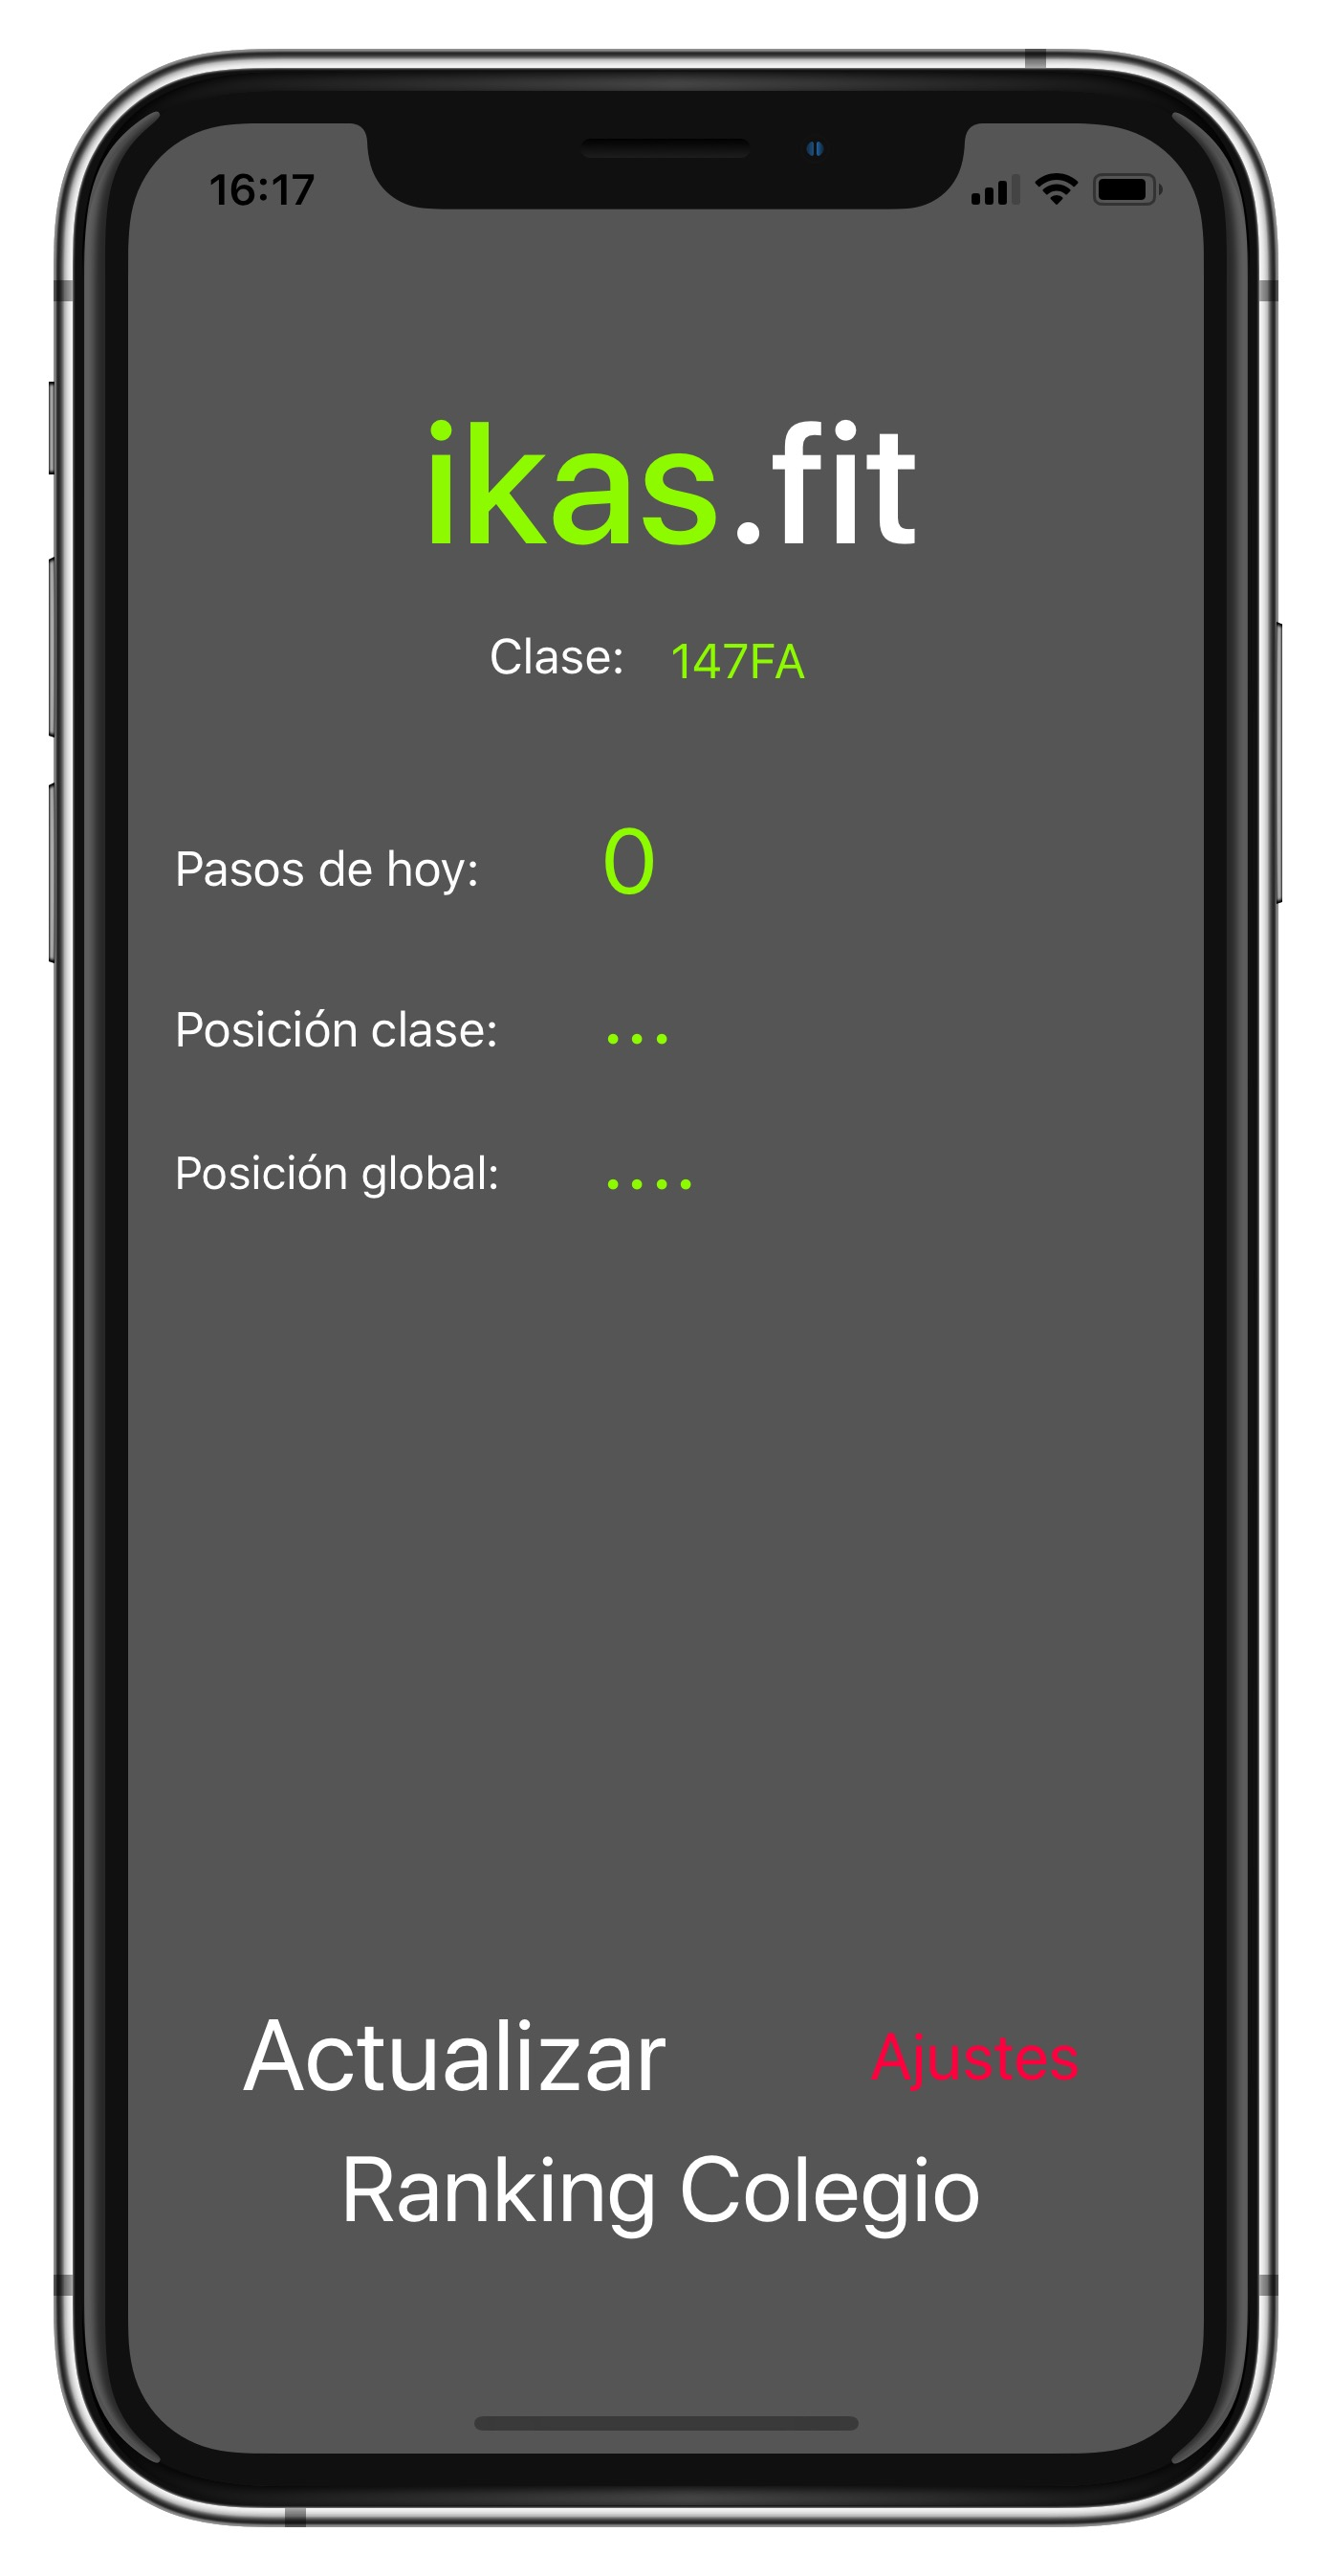 16:17
ikas.fit
Clase: 147FA
Pasos de hoy: 0
Posición clase: ...
Posición global: ....
Actualizar Ajustes
Ranking Colegio